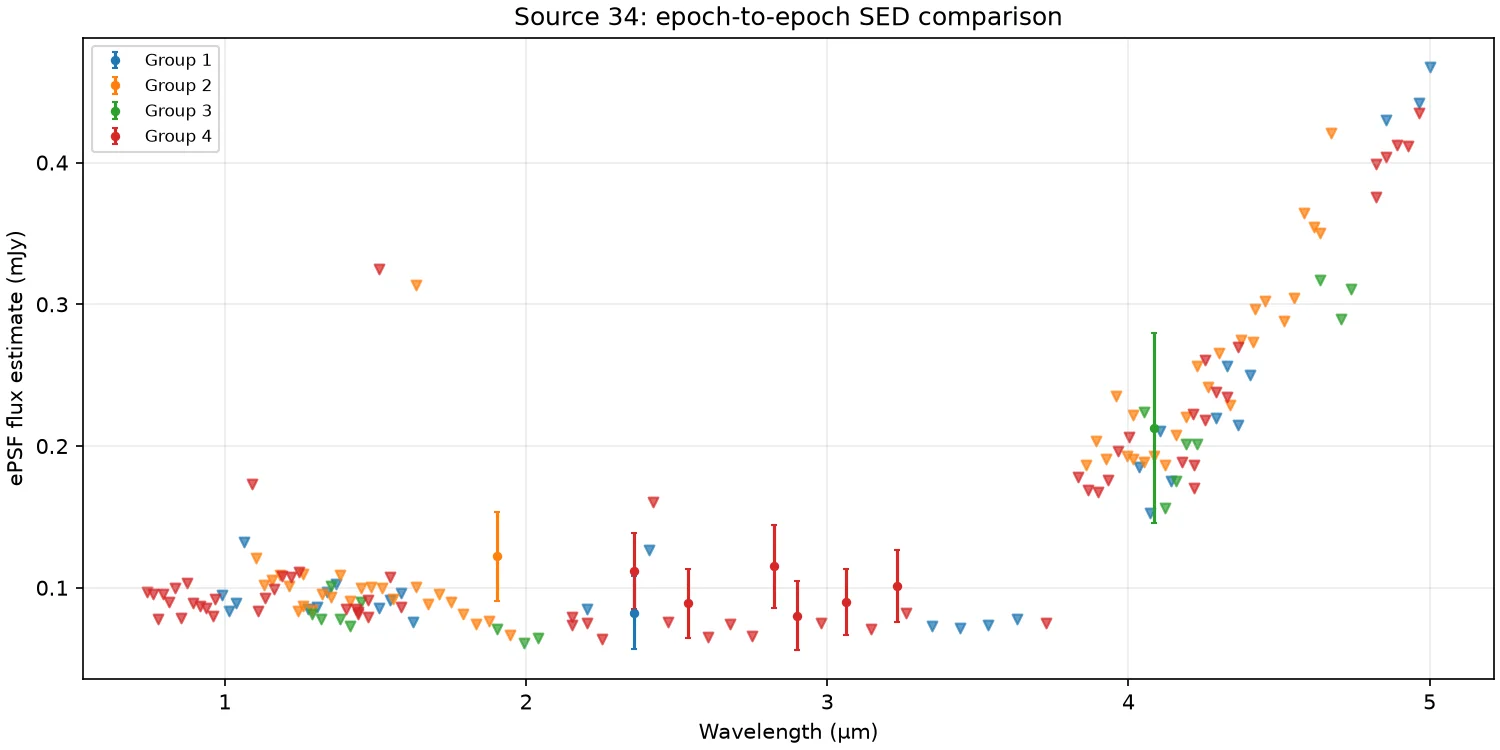 Source 34: epoch-to-epoch SED comparison
Group 1
Group 2
Group 3
Group 4
ePSF flux estimate (mJy)
0.4
0.3
0.2
0.1
1 2 3 4 5
Wavelength (μm)